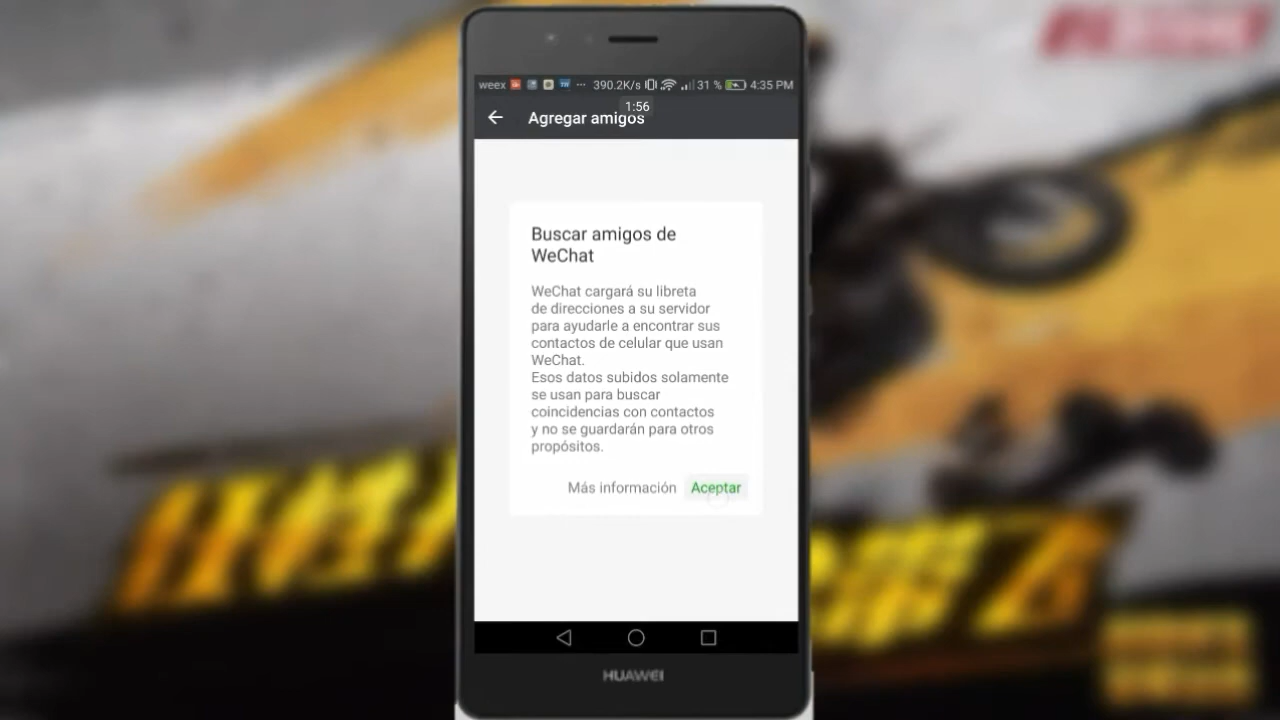 weex
TW
···
390.2K/s
31 %
4:35 PM
1:56
Agregar amigos
Buscar amigos de
WeChat
WeChat cargará su libreta
de direcciones a su servidor
para ayudarle a encontrar sus
contactos de celular que usan
WeChat.
Esos datos subidos solamente
se usan para buscar
coincidencias con contactos
y no se guardarán para otros
propósitos.
Más información
Aceptar
HUAWEI